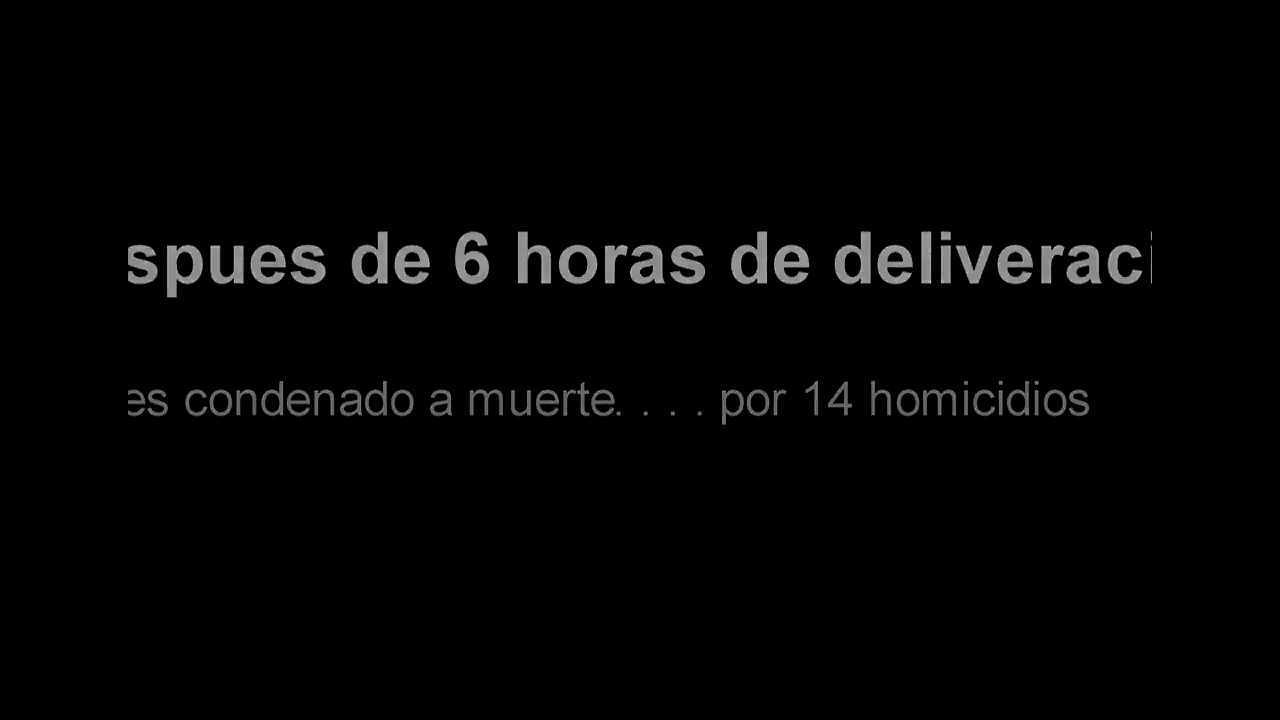 spues de 6 horas de deliveraci
es condenado a muerte. . . . por 14 homicidios